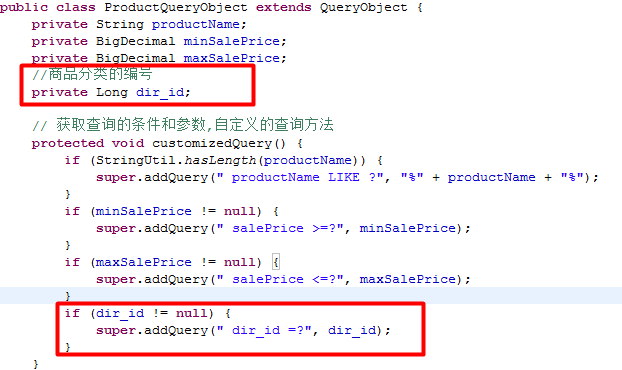 public class ProductQueryObject extends QueryObject {
private String productName;
private BigDecimal minSalePrice;
private BigDecimal maxSalePrice;
//商品分类的编号
private Long dir_id;
// 获取查询的条件和参数,自定义的查询方法
protected void customizedQuery() {
if (StringUtil.hasLength(productName)) {
super.addQuery(" productName LIKE ?", "%" + productName + "%");
}
if (minSalePrice != null) {
super.addQuery(" salePrice >=?", minSalePrice);
}
if (maxSalePrice != null) {
super.addQuery(" salePrice <=?", maxSalePrice);
}
if (dir_id != null) {
super.addQuery(" dir_id =?", dir_id);
}
}